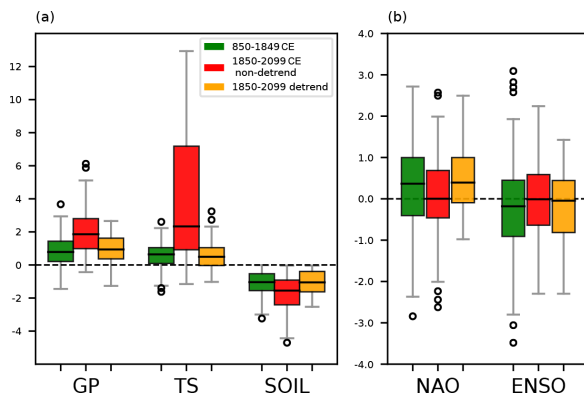 (a)
(b)
850-1849 CE
1850-2099 CE
non-detrend
1850-2099 detrend
12
10
8
6
4
2
0
-2
-4
4.0
3.0
2.0
1.0
0.0
-1.0
-2.0
-3.0
-4.0
GP TS SOIL
NAO ENSO